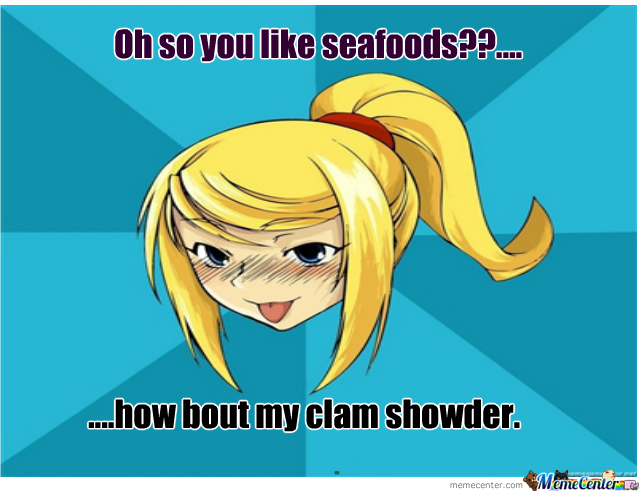 Oh so you like seafoods??....
....how bout my clam showder.
memecenter.com MemeCenter